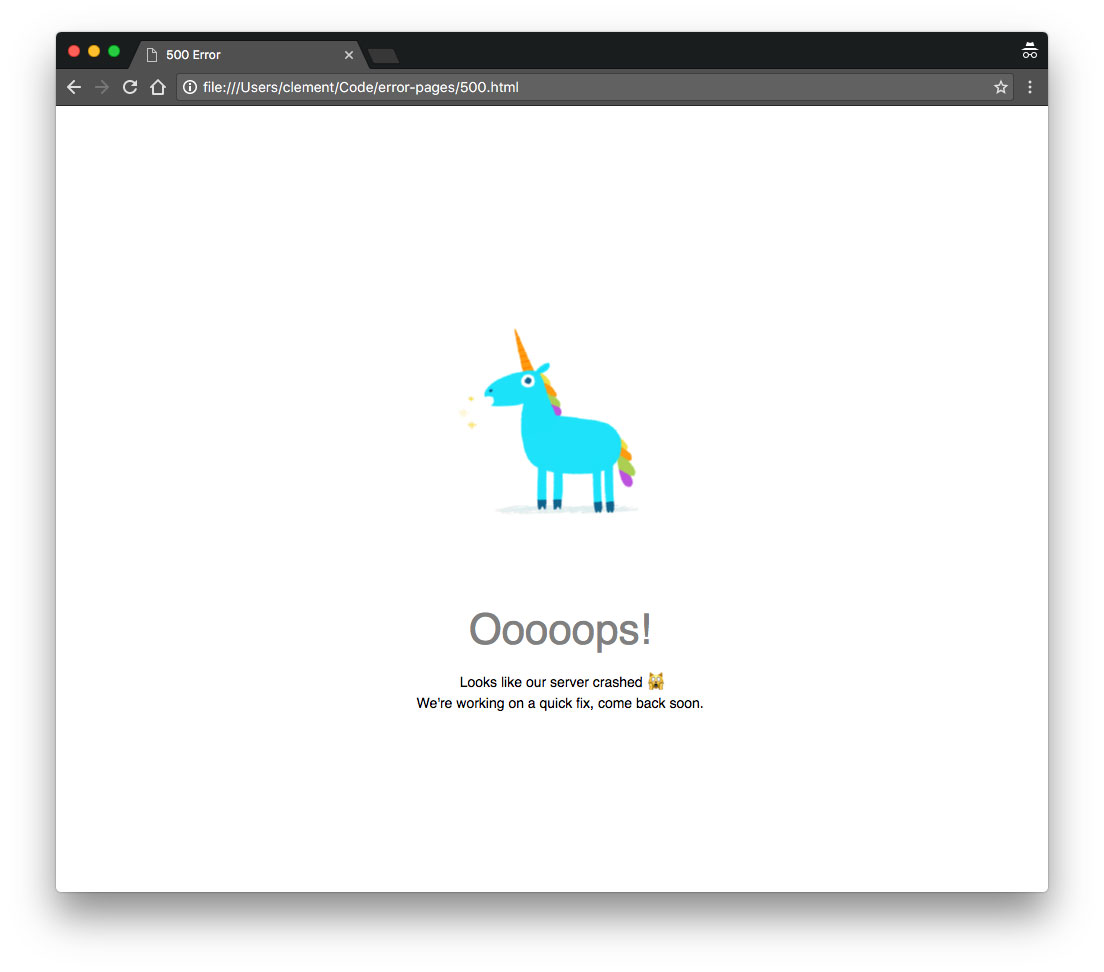 500 Error
file:///Users/clement/Code/error-pages/500.html
Ooooops!
Looks like our server crashed 🙀
We're working on a quick fix, come back soon.